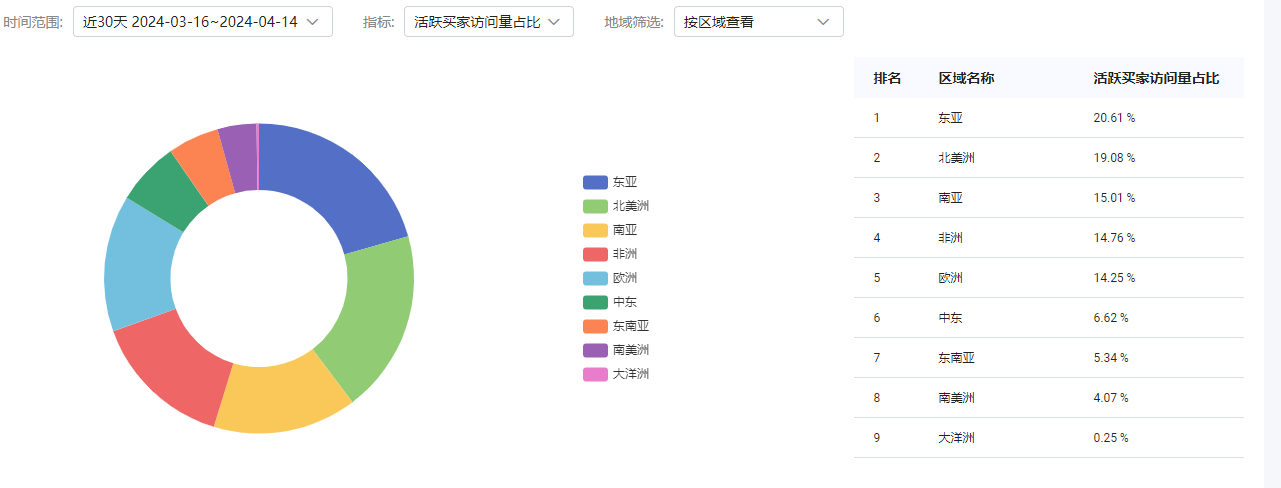 时间范围: 近30天 2024-03-16~2024-04-14 指标: 活跃买家访问量占比 地域筛选: 按区域查看
东亚
北美洲
南亚
非洲
欧洲
中东
东南亚
南美洲
大洋洲
排名 区域名称 活跃买家访问量占比
1 东亚 20.61 %
2 北美洲 19.08 %
3 南亚 15.01 %
4 非洲 14.76 %
5 欧洲 14.25 %
6 中东 6.62 %
7 东南亚 5.34 %
8 南美洲 4.07 %
9 大洋洲 0.25 %